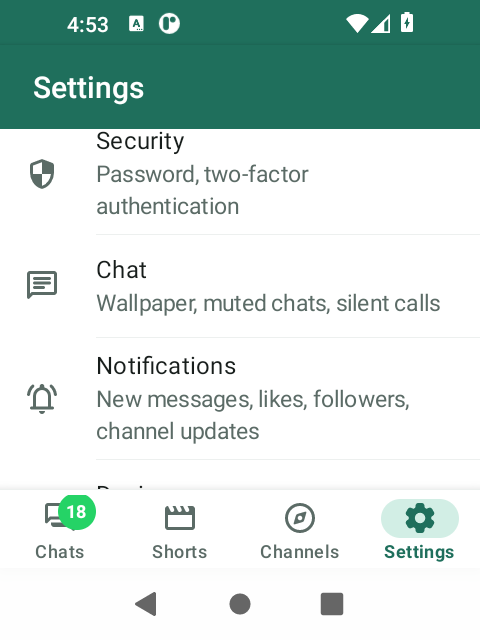 4:53
Settings
Security
Password, two-factor
authentication
Chat
Wallpaper, muted chats, silent calls
Notifications
New messages, likes, followers,
channel updates
18
Chats
Shorts
Channels
Settings